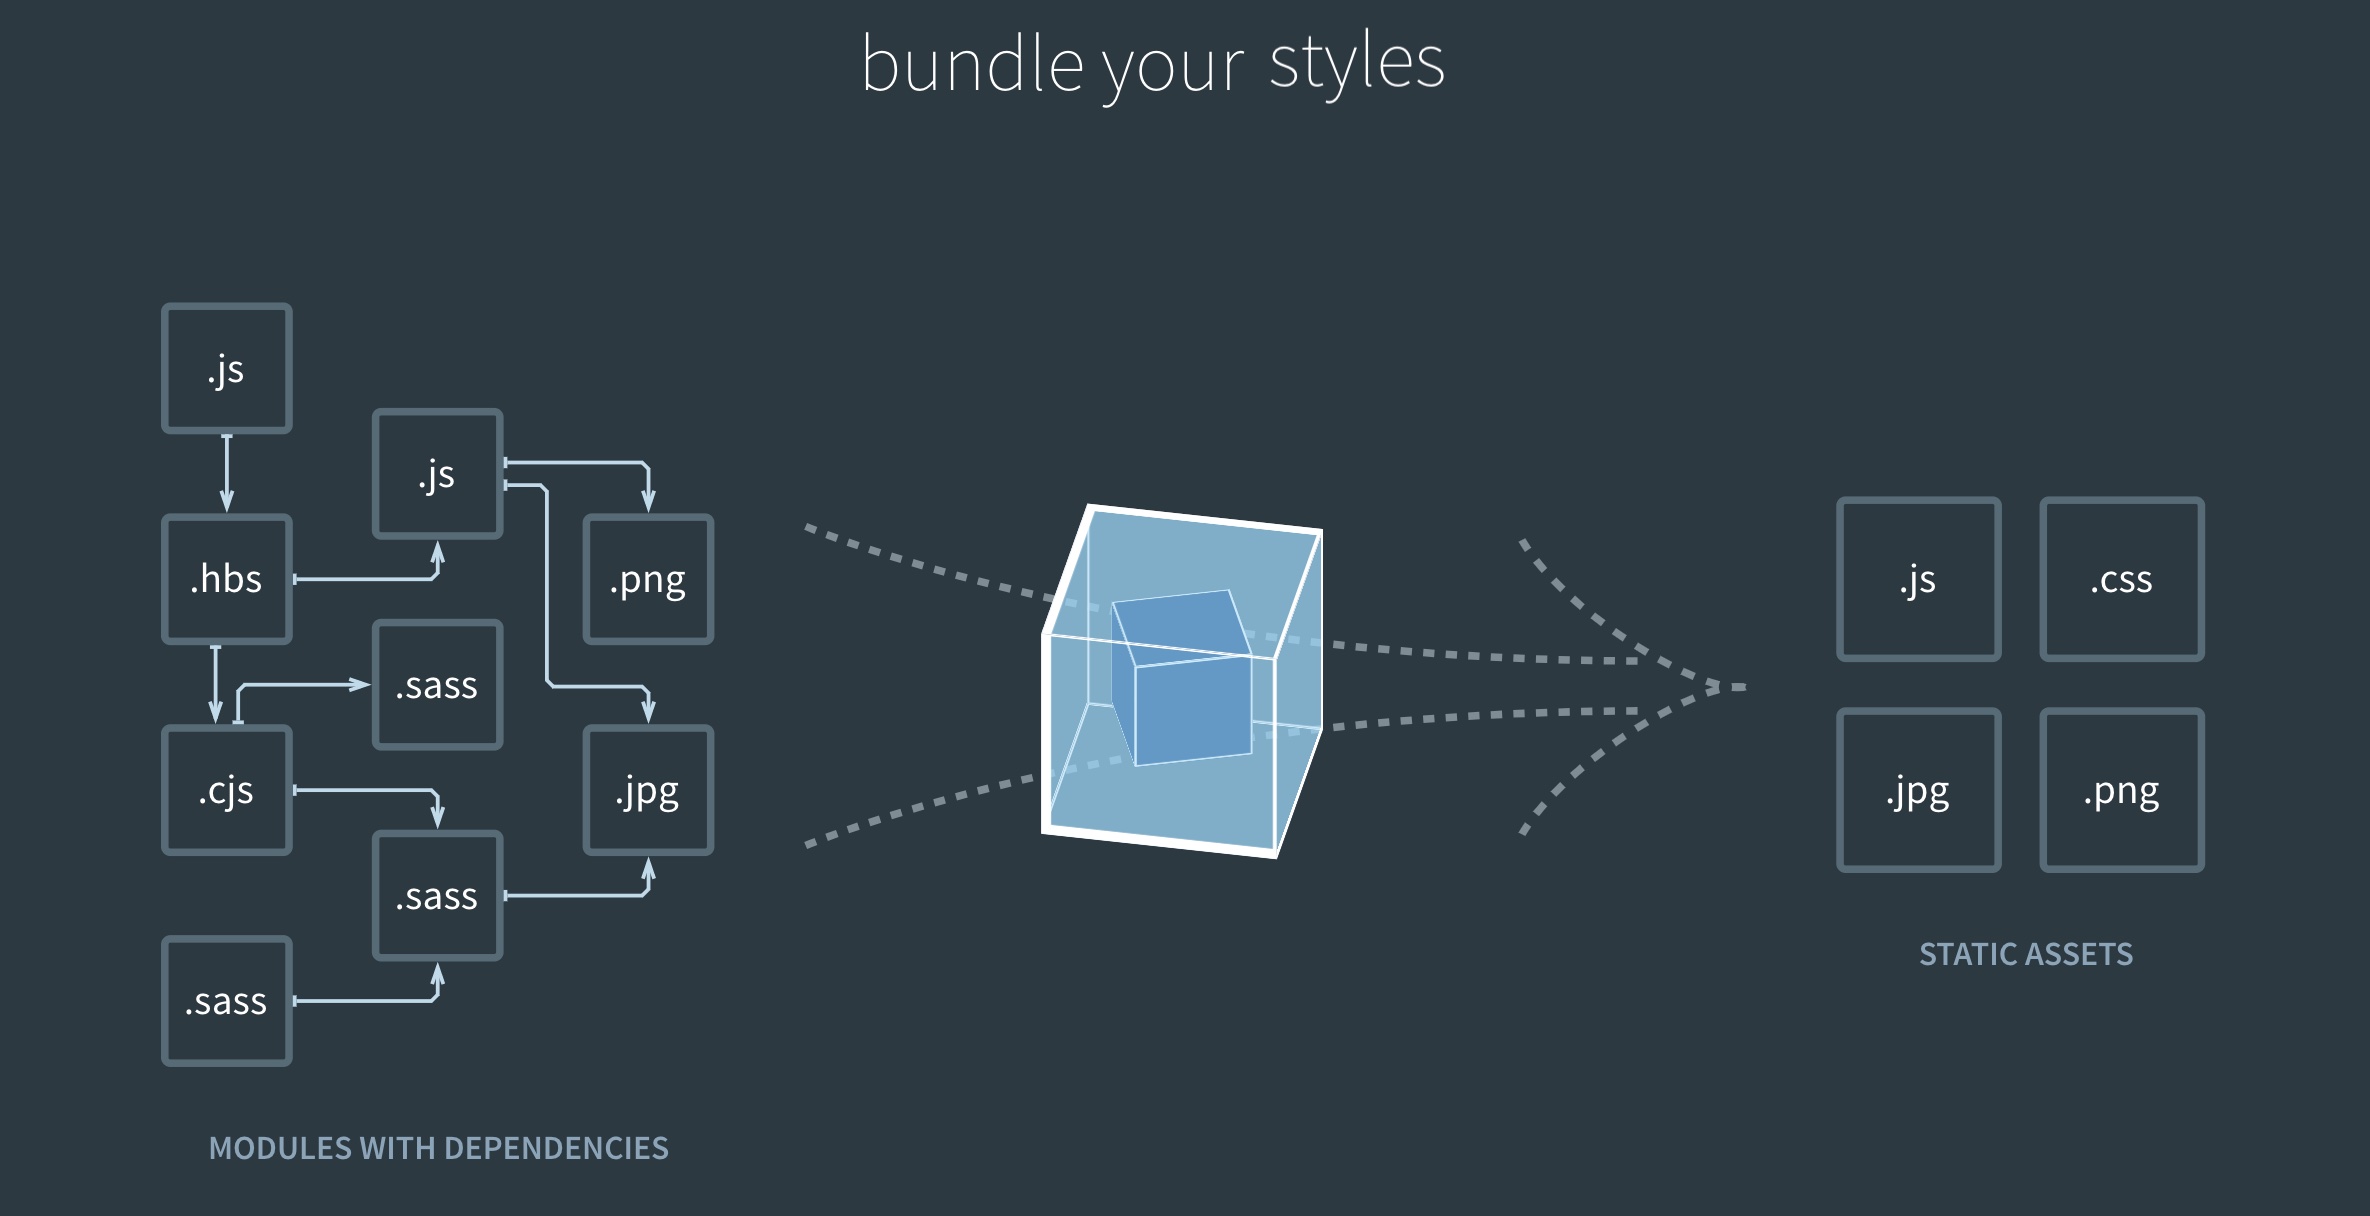 bundle your styles
.js
.js
.hbs
.png
.sass
.cjs
.jpg
.sass
.sass
MODULES WITH DEPENDENCIES
.js
.css
.jpg
.png
STATIC ASSETS